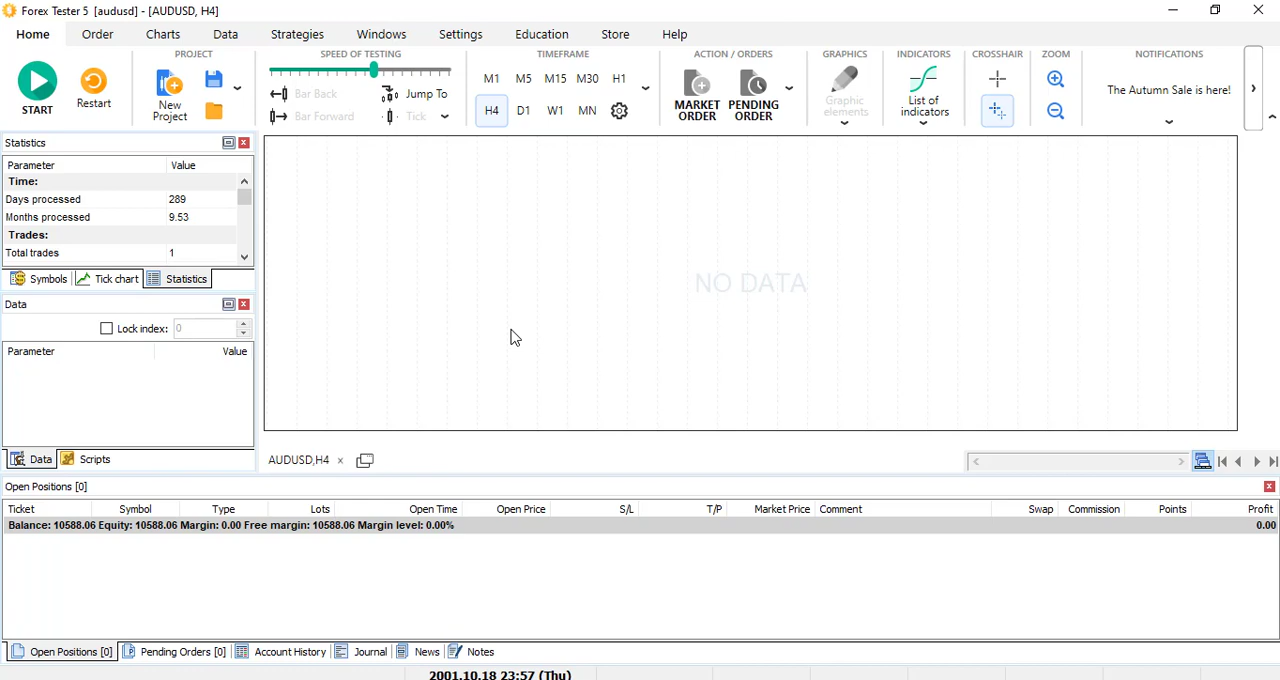 Forex Tester 5 [audusd] - [AUDUSD, H4]
Home Order Charts Data Strategies Windows Settings Education Store Help
PROJECT SPEED OF TESTING TIMEFRAME ACTION / ORDERS GRAPHICS INDICATORS CROSSHAIR ZOOM NOTIFICATIONS
START Restart New Project
Bar Back Jump To
Bar Forward Tick
M1 M5 M15 M30 H1
H4 D1 W1 MN
MARKET ORDER PENDING ORDER
Graphic elements
List of indicators
The Autumn Sale is here!
Statistics
Parameter Value
Time:
Days processed 289
Months processed 9.53
Trades:
Total trades 1
Symbols Tick chart Statistics
Data
Lock index: 0
Parameter Value
Data Scripts
NO DATA
AUDUSD,H4
Open Positions [0]
Ticket Symbol Type Lots Open Time Open Price S/L T/P Market Price Comment Swap Commission Points Profit
Balance: 10588.06 Equity: 10588.06 Margin: 0.00 Free margin: 10588.06 Margin level: 0.00% 0.00
Open Positions [0] Pending Orders [0] Account History Journal News Notes
2001.10.18 23:57 (Thu)